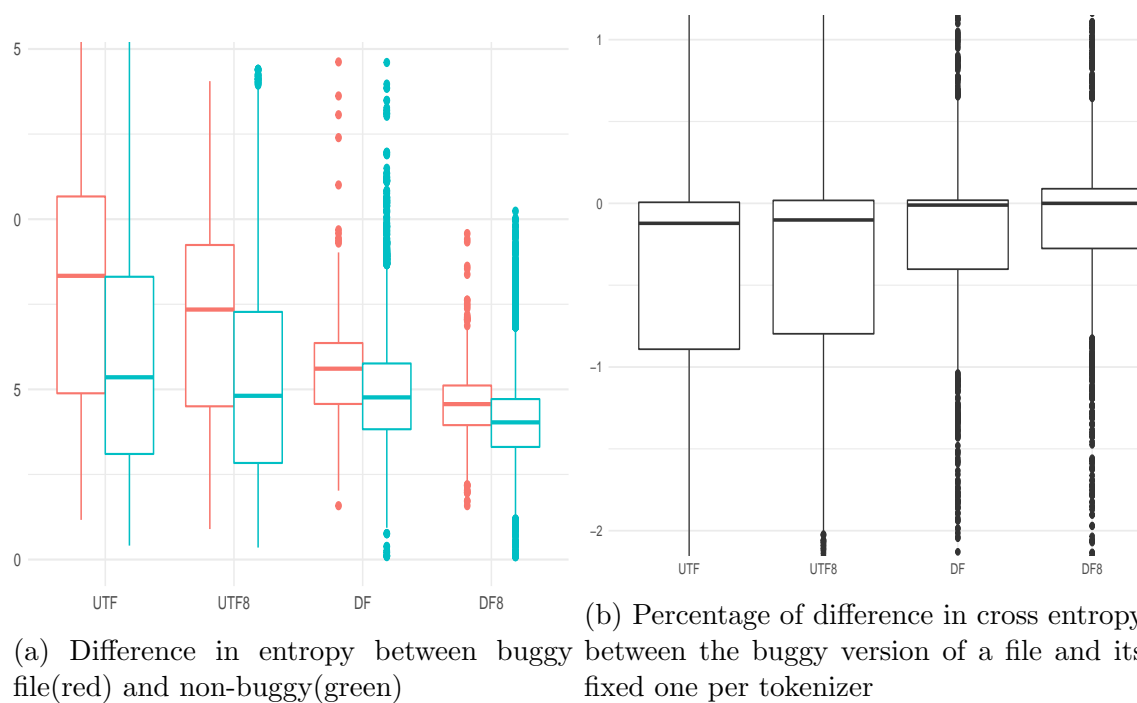 5
0
5
0
UTF
UTF8
DF
DF8
(a) Difference in entropy between buggy
file(red) and non-buggy(green)
1
0
−1
−2
UTF
UTF8
DF
DF8
(b) Percentage of difference in cross entropy
between the buggy version of a file and its
fixed one per tokenizer